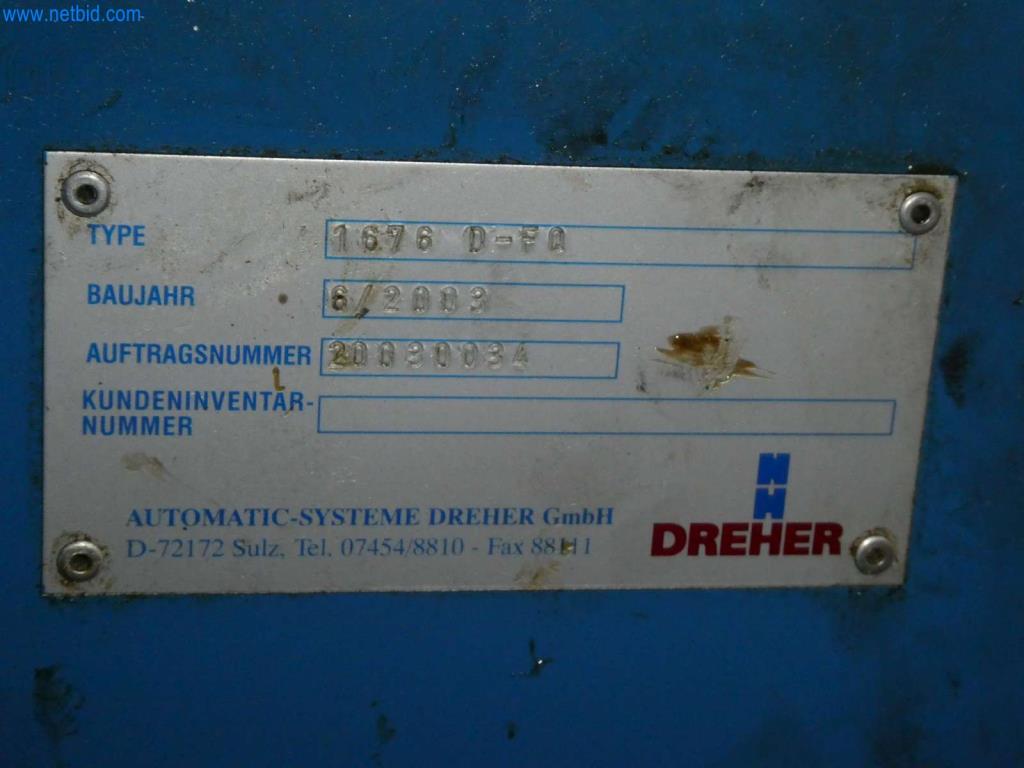 www.netbid.com
TYPE 1676 D-FQ
BAUJAHR 6/2003
AUFTRAGSNUMMER 20030034
KUNDENINVENTAR-
NUMMER
AUTOMATIC-SYSTEME DREHER GmbH
D-72172 Sulz, Tel. 07454/8810 - Fax 88111
DREHER